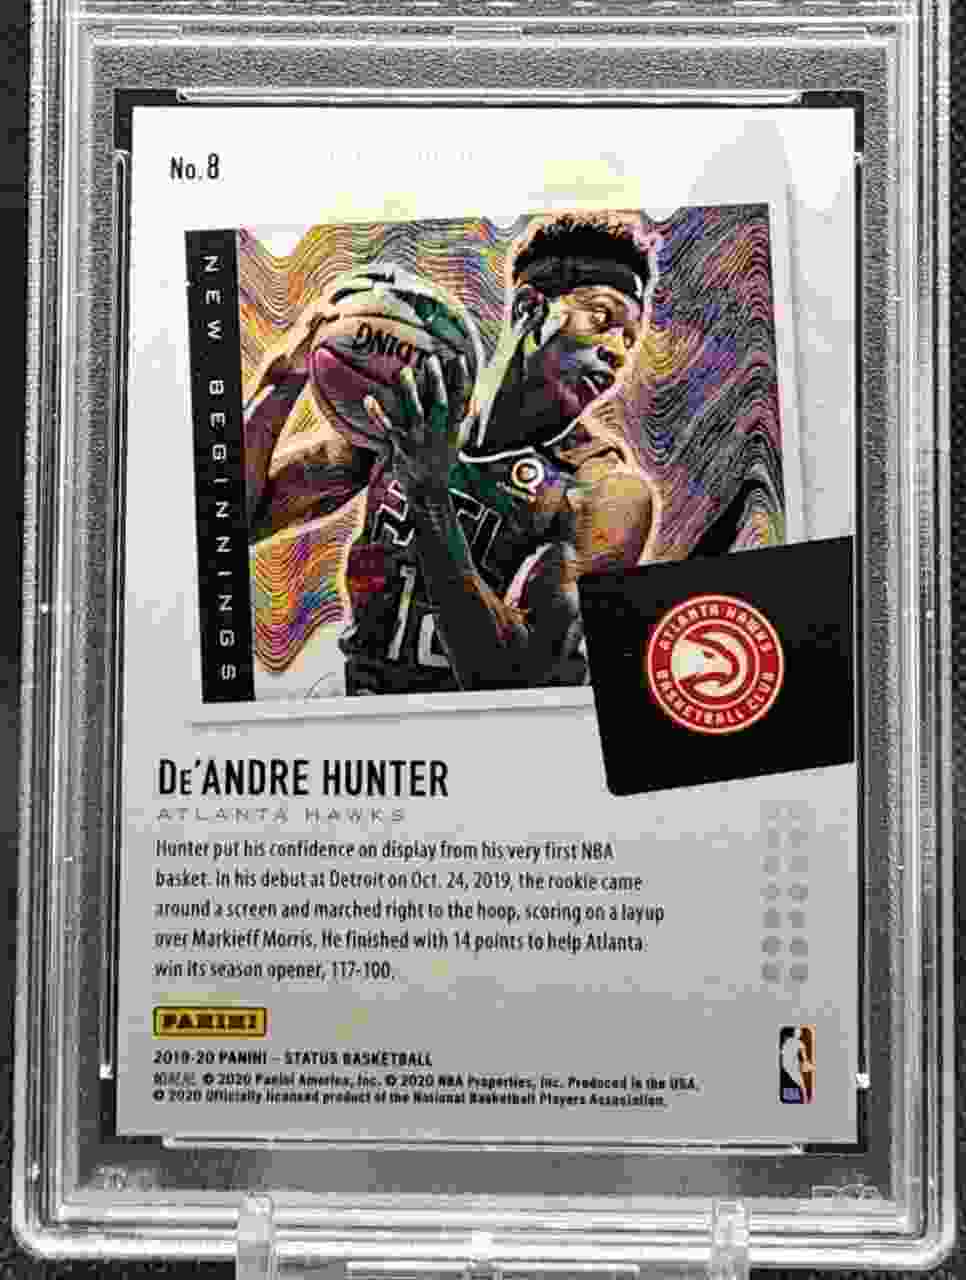 No. 8
NEW BEGINNINGS
ATLANTA HAWKS
BASKETBALL CLUB
DE'ANDRE HUNTER
ATLANTA HAWKS
Hunter put his confidence on display from his very first NBA
basket. In his debut at Detroit on Oct. 24, 2019, the rookie came
around a screen and marched right to the hoop, scoring on a layup
over Markieff Morris. He finished with 14 points to help Atlanta
win its season opener, 117-100.
PANINI
2019-20 PANINI – STATUS BASKETBALL
© 2020 Panini America, Inc. © 2020 NBA Properties, Inc. Produced in the USA.
© 2020 Officially licensed product of the National Basketball Players Association.
NBA